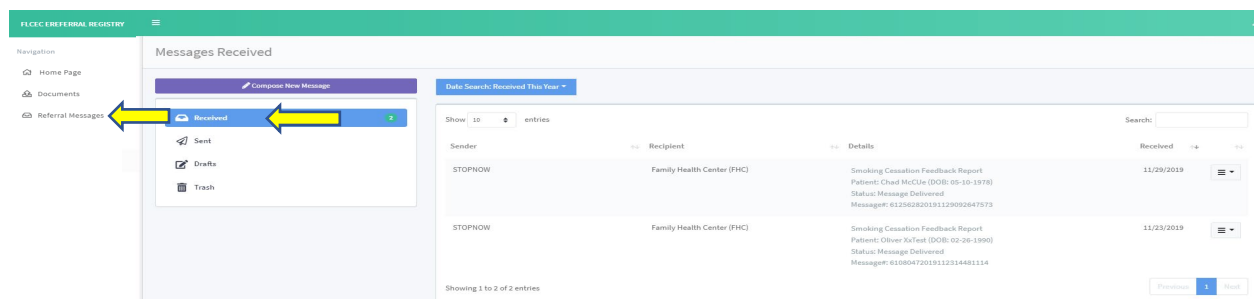 FLCEC EREFERRAL REGISTRY
Navigation
Home Page
Documents
Referral Messages
Messages Received
Compose New Message
Received 2
Sent
Drafts
Trash
Date Search: Received This Year
Show 10 entries
Search:
Sender Recipient Details Received
STOPNOW Family Health Center (FHC) Smoking Cessation Feedback Report 11/29/2019
Patient: Chad McCUe (DOB: 05-10-1978)
Status: Message Delivered
Message#: 612562820191129092647573
STOPNOW Family Health Center (FHC) Smoking Cessation Feedback Report 11/23/2019
Patient: Oliver XxTest (DOB: 02-26-1990)
Status: Message Delivered
Message#: 61080472019112314481114
Showing 1 to 2 of 2 entries
Previous 1 Next